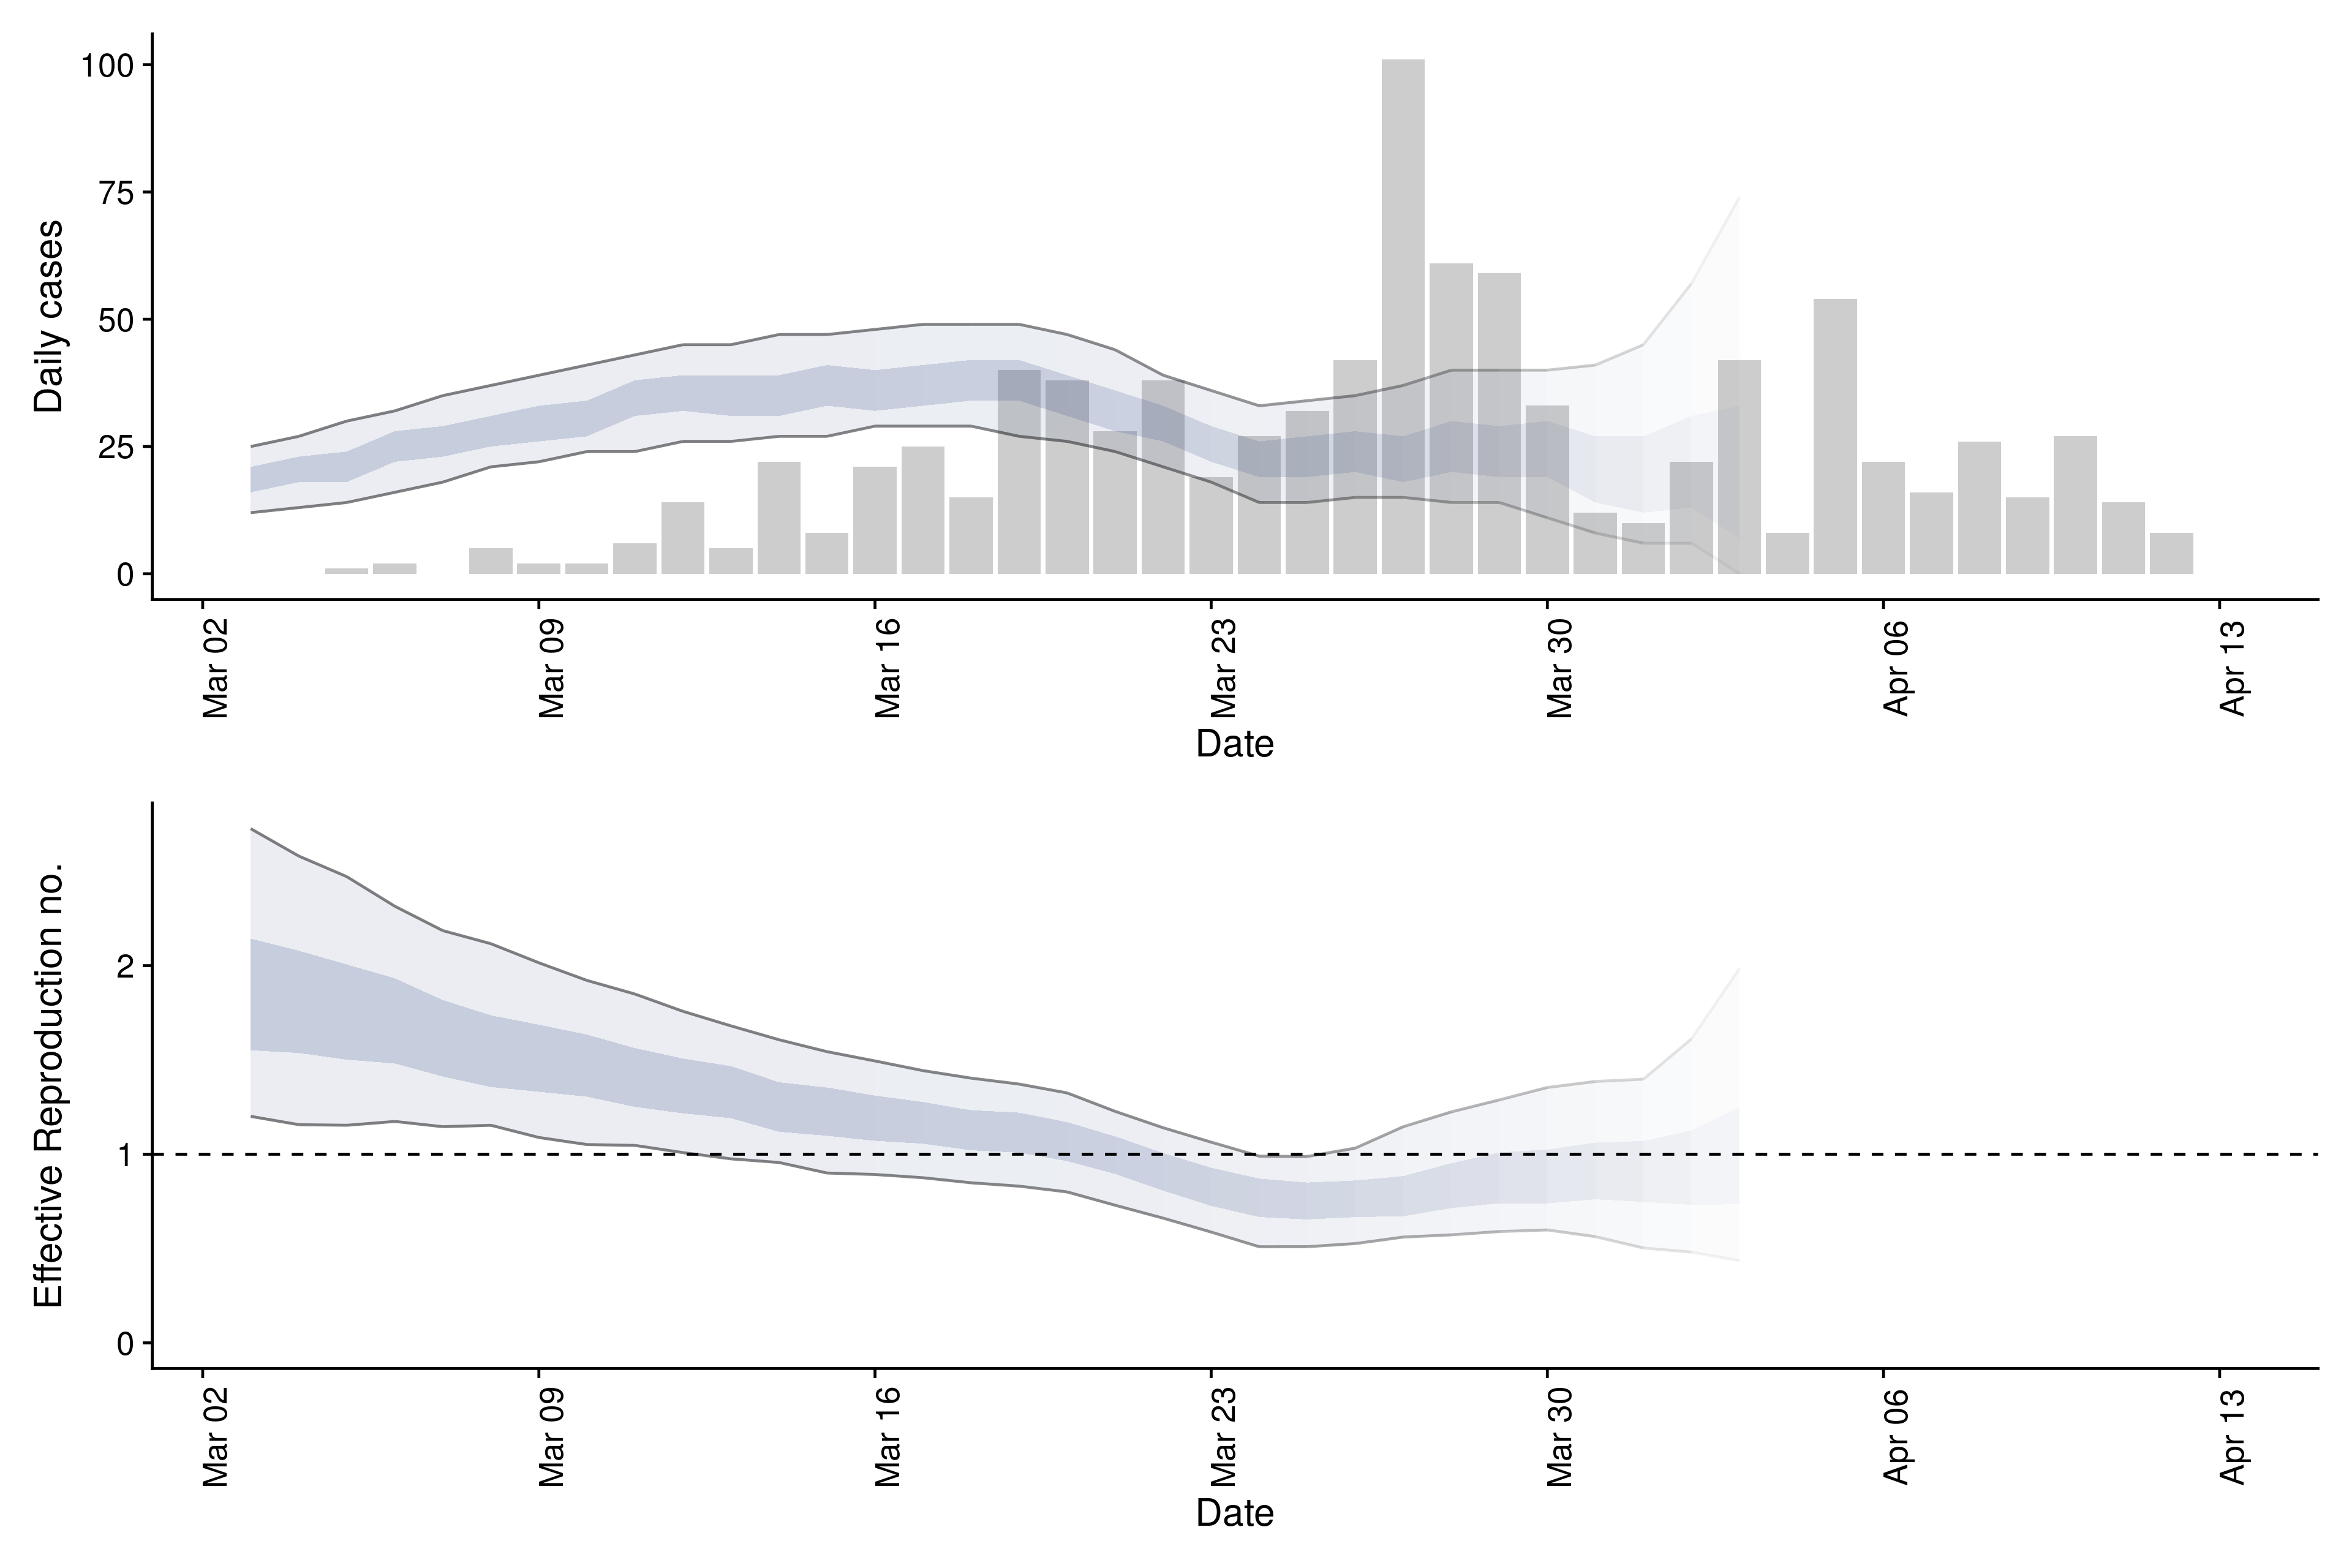 Daily cases
100
75
50
25
0
Mar 02
Mar 09
Mar 16
Mar 23
Mar 30
Apr 06
Apr 13
Date
Effective Reproduction no.
2
1
0
Mar 02
Mar 09
Mar 16
Mar 23
Mar 30
Apr 06
Apr 13
Date